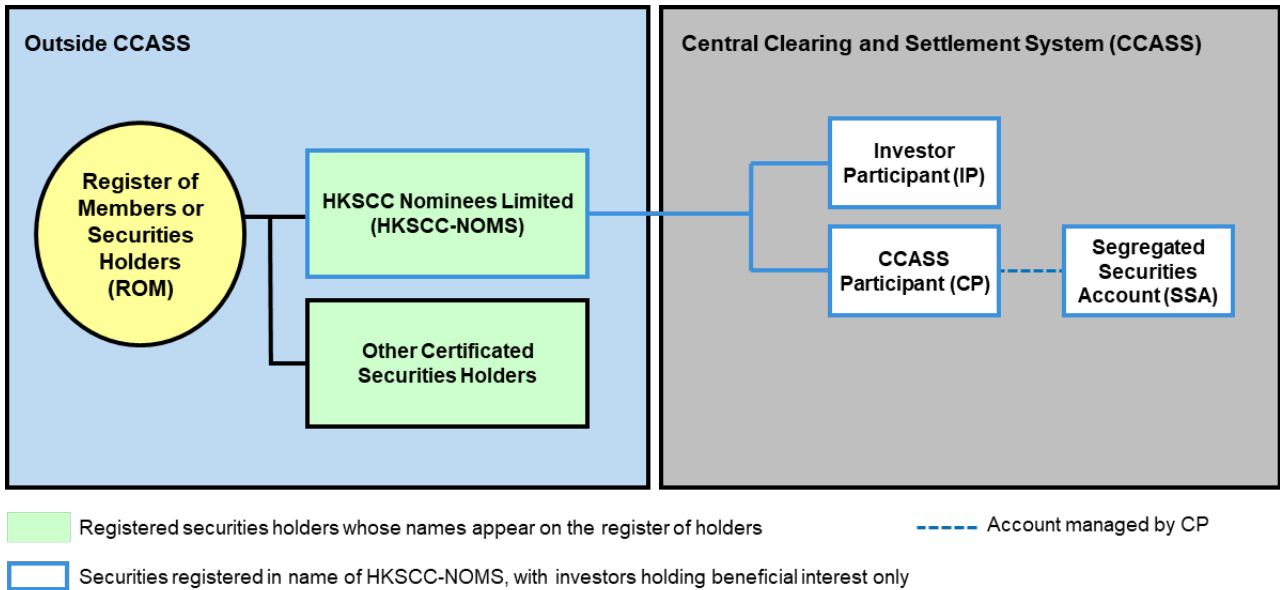 Outside CCASS
Register of
Members or
Securities
Holders
(ROM)
HKSCC Nominees Limited
(HKSCC-NOMS)
Other Certificated
Securities Holders
Central Clearing and Settlement System (CCASS)
Investor
Participant (IP)
CCASS
Participant (CP)
Segregated
Securities
Account (SSA)
Registered securities holders whose names appear on the register of holders
Account managed by CP
Securities registered in name of HKSCC-NOMS, with investors holding beneficial interest only